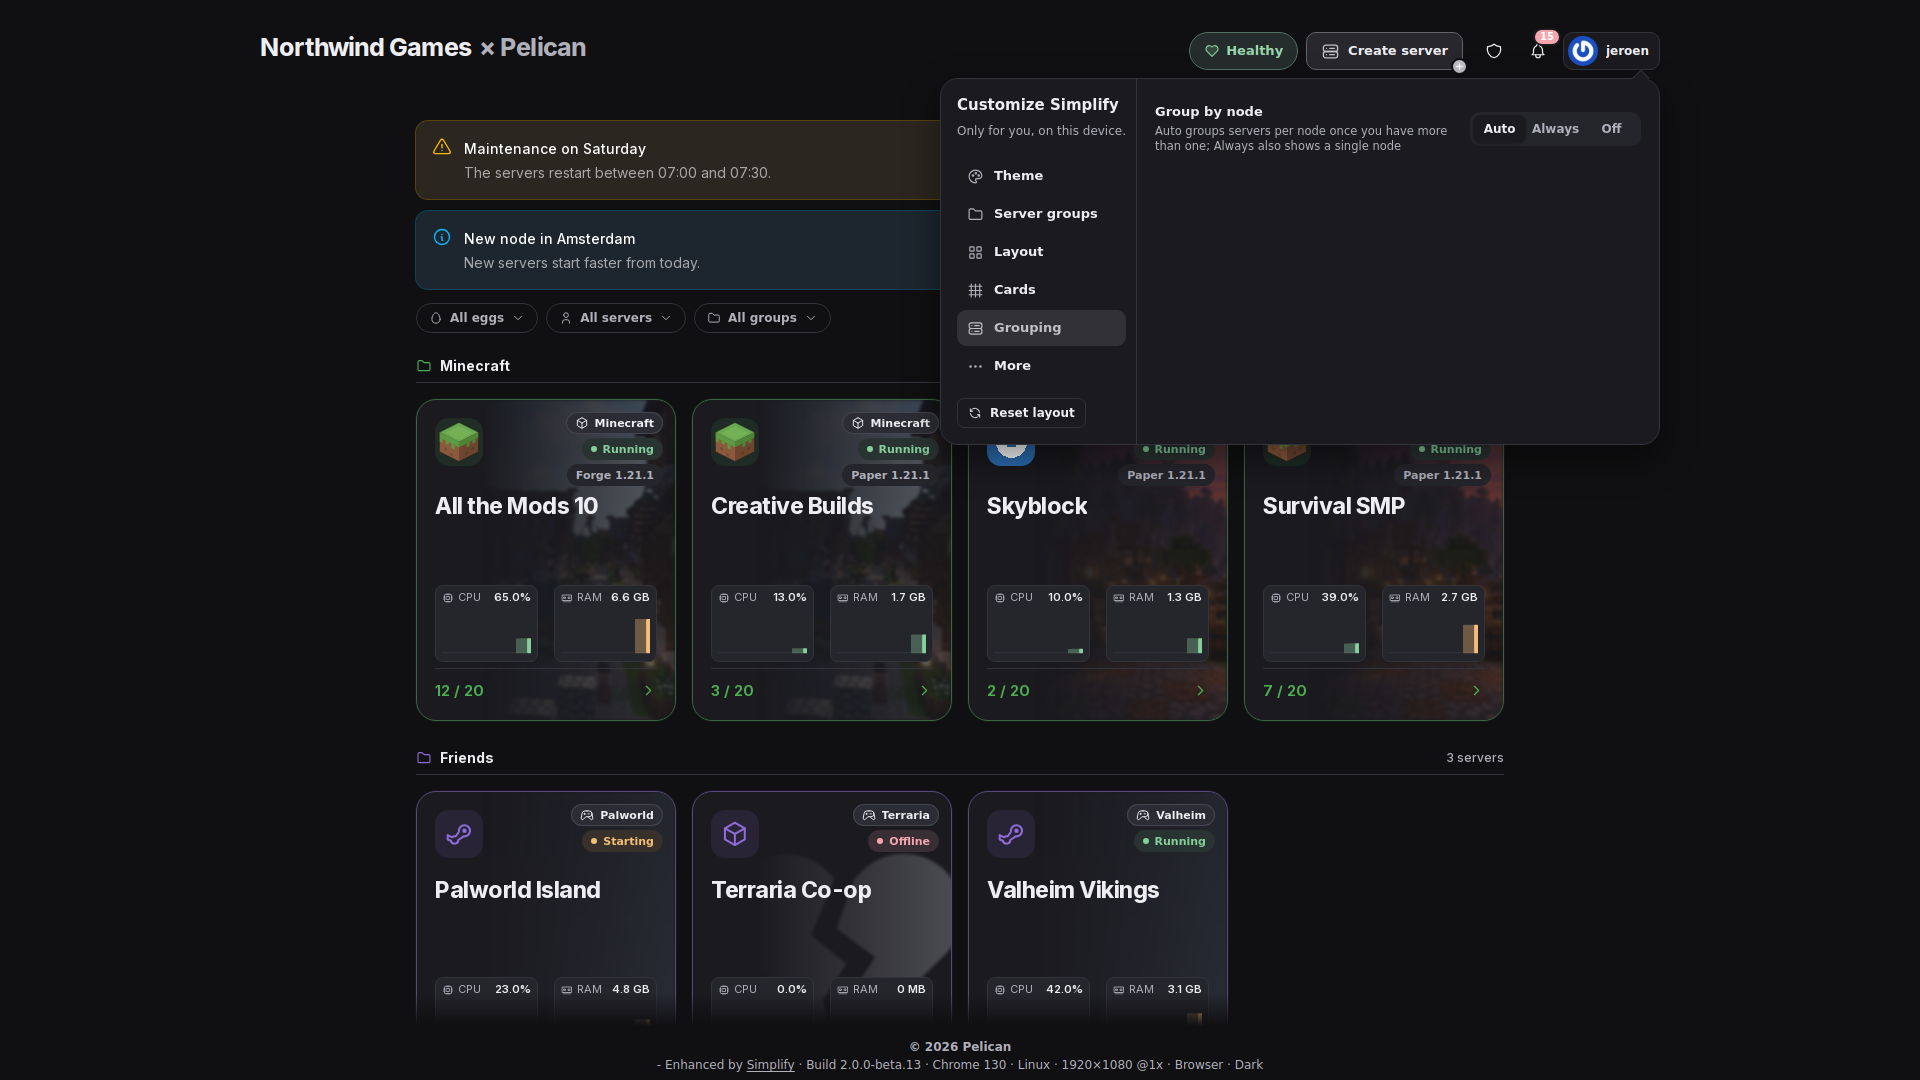 Northwind Games × Pelican
Healthy
Create server
15
jeroen
Customize Simplify
Only for you, on this device.
Theme
Server groups
Layout
Cards
Grouping
More
Reset layout
Group by node
Auto groups servers per node once you have more
than one; Always also shows a single node
Auto Always Off
Maintenance on Saturday
The servers restart between 07:00 and 07:30.
New node in Amsterdam
New servers start faster from today.
All eggs
All servers
All groups
Minecraft
Minecraft
Running
Forge 1.21.1
All the Mods 10
CPU 65.0%
RAM 6.6 GB
12 / 20
Minecraft
Running
Paper 1.21.1
Creative Builds
CPU 13.0%
RAM 1.7 GB
3 / 20
Running
Paper 1.21.1
Skyblock
CPU 10.0%
RAM 1.3 GB
2 / 20
Running
Paper 1.21.1
Survival SMP
CPU 39.0%
RAM 2.7 GB
7 / 20
Friends
3 servers
Palworld
Starting
Palworld Island
CPU 23.0%
RAM 4.8 GB
Terraria
Offline
Terraria Co-op
CPU 0.0%
RAM 0 MB
Valheim
Running
Valheim Vikings
CPU 42.0%
RAM 3.1 GB
© 2026 Pelican
- Enhanced by Simplify · Build 2.0.0-beta.13 · Chrome 130 · Linux · 1920×1080 @1x · Browser · Dark